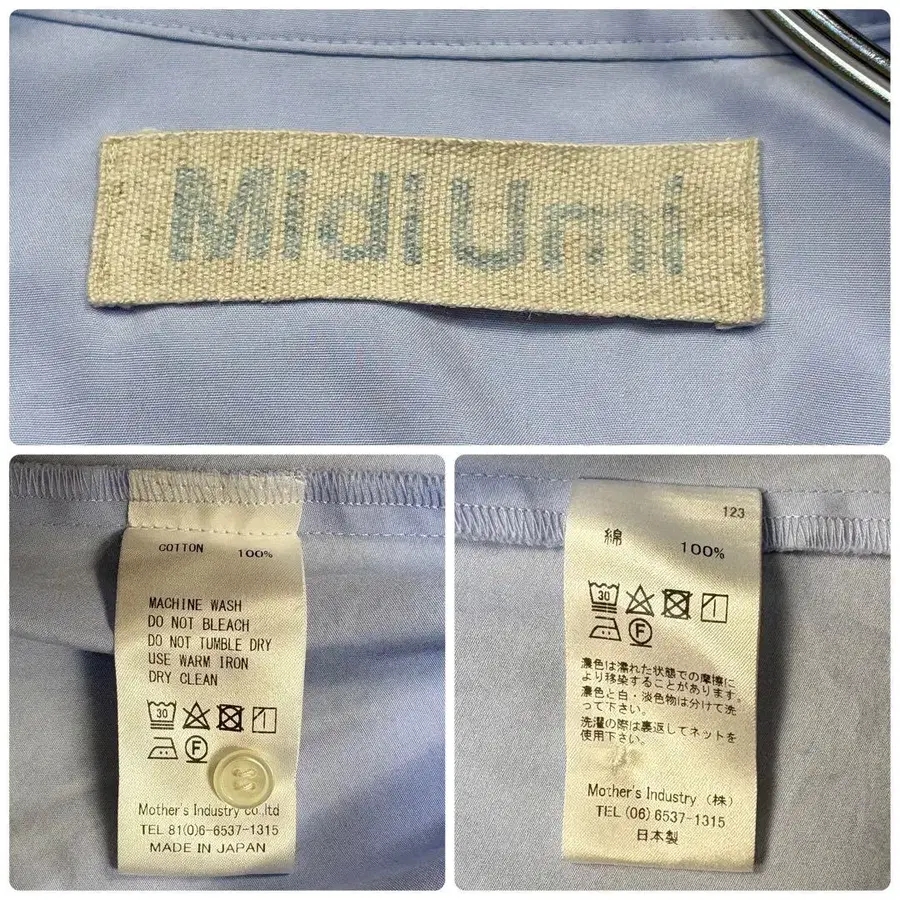 Midi Umi
COTTON 100%
MACHINE WASH
DO NOT BLEACH
DO NOT TUMBLE DRY
USE WARM IRON
DRY CLEAN
30
F
Mother's Industry co.,ltd
TEL 81(0)6-6537-1315
MADE IN JAPAN
123
綿 100%
30
F
濃色は濡れた状態での摩擦に
より移染することがあります。
濃色と白・淡色物は分けて洗
って下さい。
洗濯の際は裏返してネットを
使用下さい。
Mother's Industry (株)
TEL (06) 6537-1315
日本製